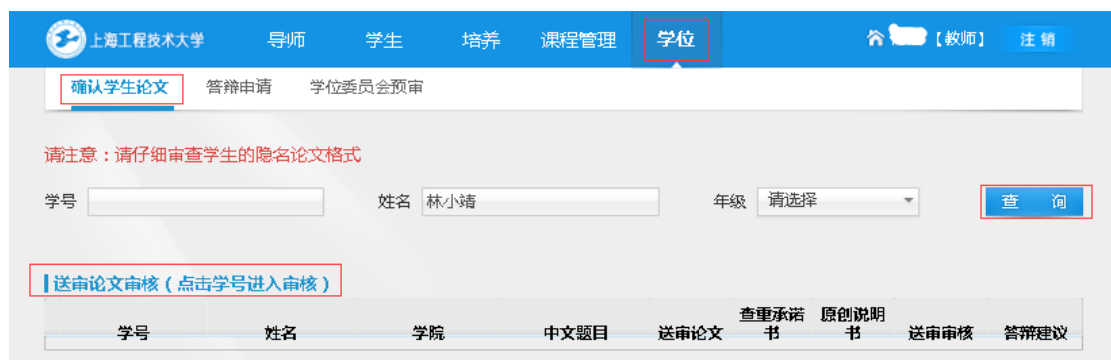 上海工程技术大学 导师 学生 培养 课程管理 学位 【教师】 注销
确认学生论文 答辩申请 学位委员会预审
请注意：请仔细审查学生的隐名论文格式
学号 姓名 林小靖 年级 请选择 查 询
送审论文审核（点击学号进入审核）
学号 姓名 学院 中文题目 送审论文 查重承诺书 原创说明书 送审审核 答辩建议